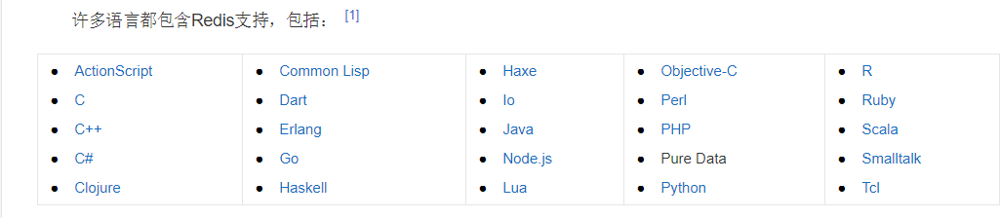 许多语言都包含Redis支持，包括： [1]
ActionScript
C
C++
C#
Clojure
Common Lisp
Dart
Erlang
Go
Haskell
Haxe
Io
Java
Node.js
Lua
Objective-C
Perl
PHP
Pure Data
Python
R
Ruby
Scala
Smalltalk
Tcl